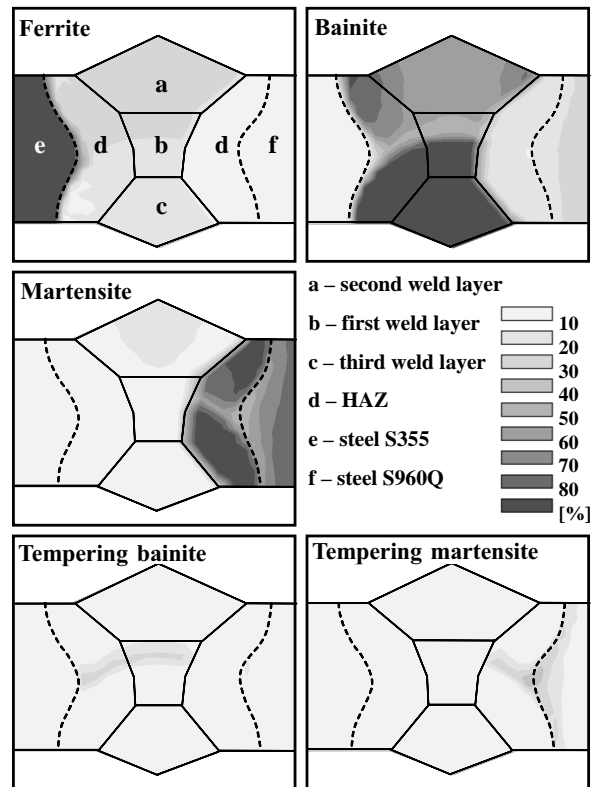 Ferrite
a
e d b d f
c
Bainite
Martensite
a – second weld layer
b – first weld layer
c – third weld layer
d – HAZ
e – steel S355
f – steel S960Q
10
20
30
40
50
60
70
80
[%]
Tempering bainite
Tempering martensite